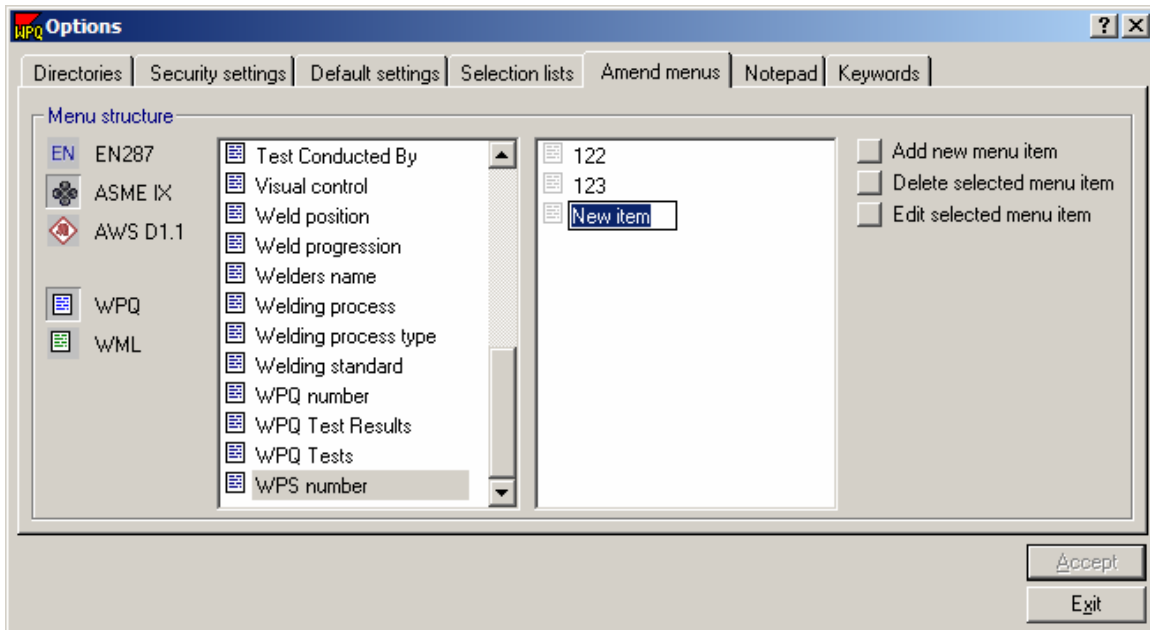 WPQ Options
Directories Security settings Default settings Selection lists Amend menus Notepad Keywords
Menu structure
EN EN287
ASME IX
AWS D1.1
WPQ
WML
Test Conducted By
Visual control
Weld position
Weld progression
Welders name
Welding process
Welding process type
Welding standard
WPQ number
WPQ Test Results
WPQ Tests
WPS number
122
123
New item
Add new menu item
Delete selected menu item
Edit selected menu item
Accept
Exit